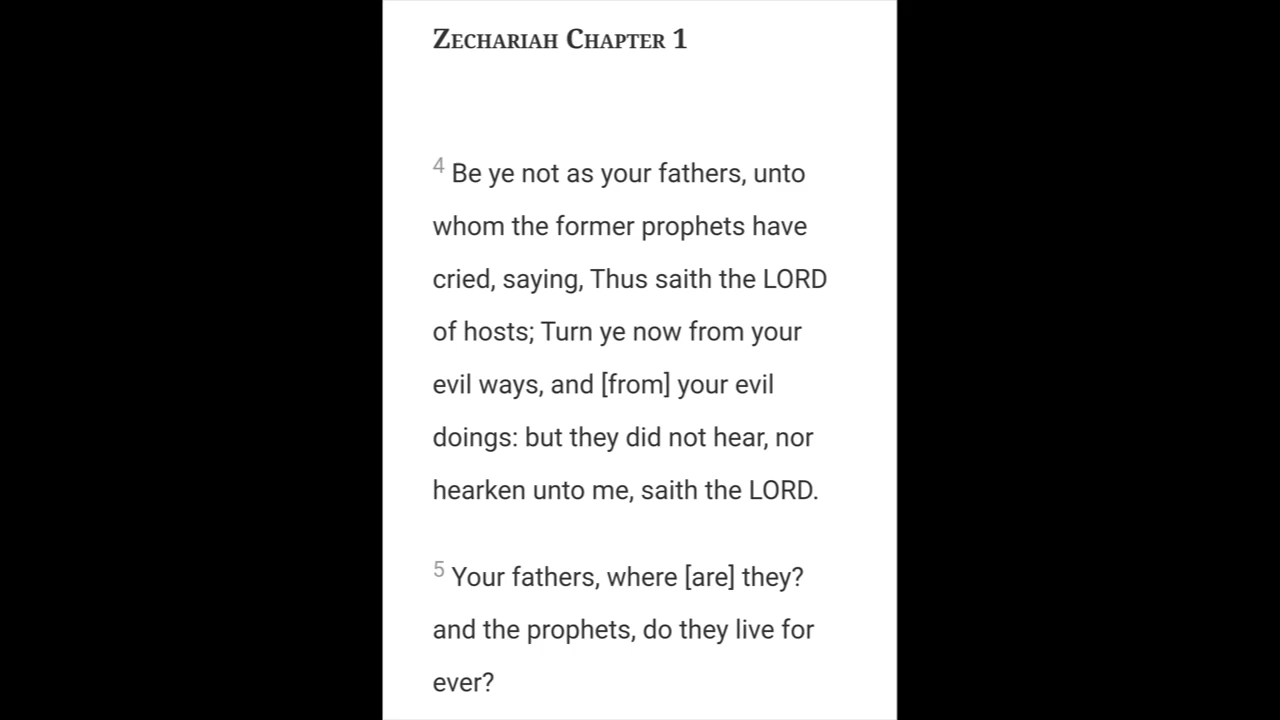 Zechariah Chapter 1
4 Be ye not as your fathers, unto
whom the former prophets have
cried, saying, Thus saith the LORD
of hosts; Turn ye now from your
evil ways, and [from] your evil
doings: but they did not hear, nor
hearken unto me, saith the LORD.
5 Your fathers, where [are] they?
and the prophets, do they live for
ever?